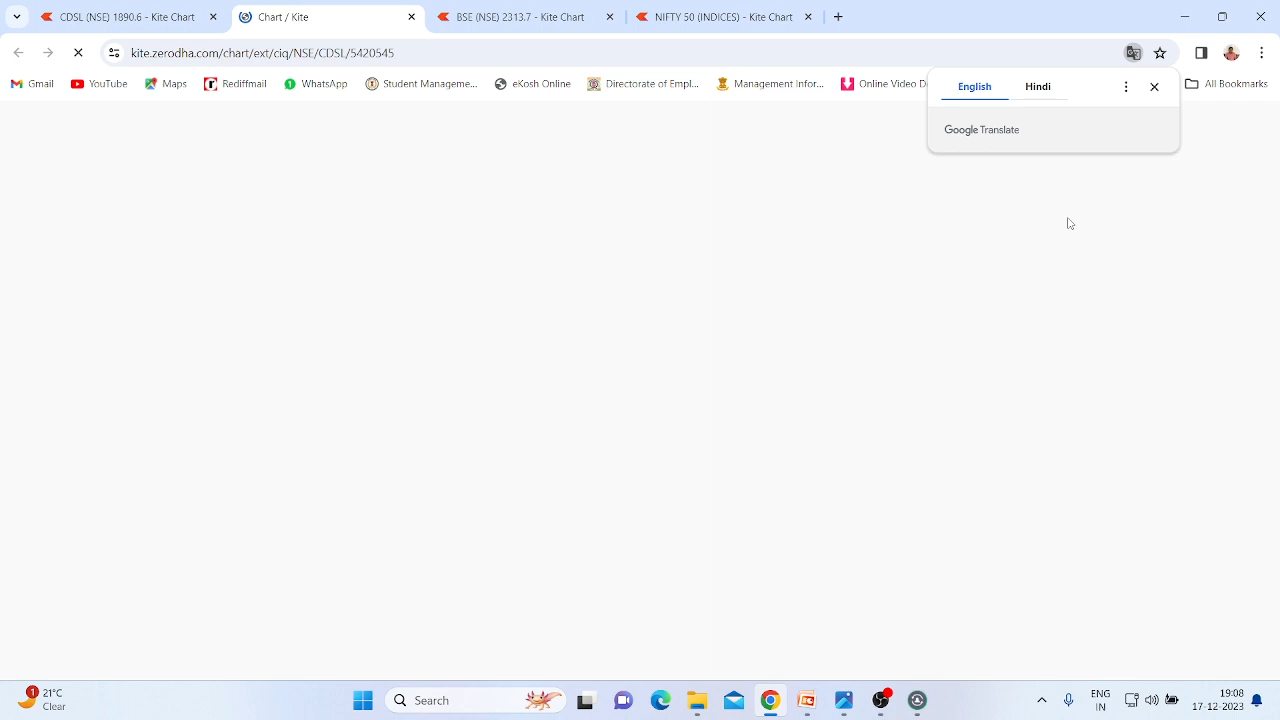 CDSL (NSE) 1890.6 - Kite Chart
Chart / Kite
BSE (NSE) 2313.7 - Kite Chart
NIFTY 50 (INDICES) - Kite Chart
kite.zerodha.com/chart/ext/ciq/NSE/CDSL/5420545
Gmail
YouTube
Maps
Rediffmail
WhatsApp
Student Manageme...
eKosh Online
Directorate of Empl...
Management Infor...
Online Video D
All Bookmarks
English
Hindi
Google Translate
1
21°C
Clear
Search
ENG
IN
19:08
17-12-2023